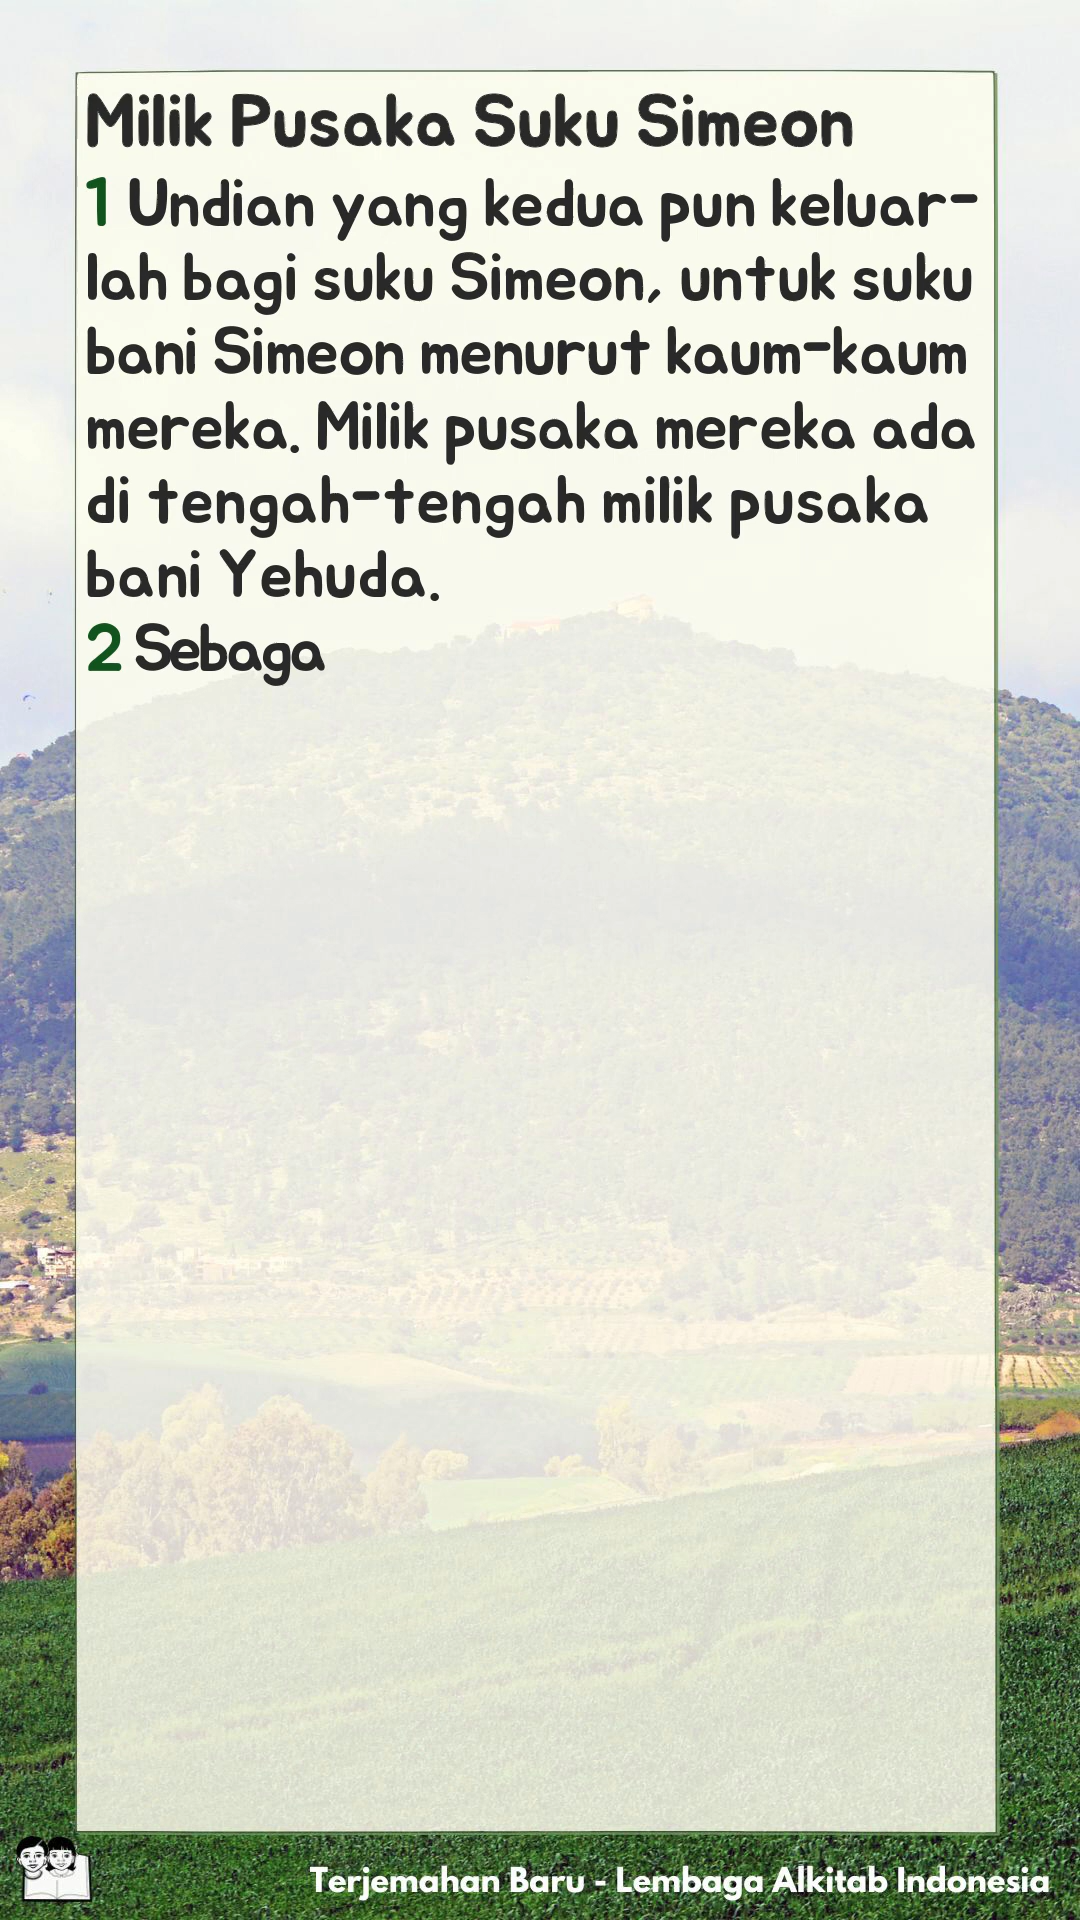 Milik Pusaka Suku Simeon
1 Undian yang kedua pun keluar-
lah bagi suku Simeon, untuk suku
bani Simeon menurut kaum-kaum
mereka. Milik pusaka mereka ada
di tengah-tengah milik pusaka
bani Yehuda.
2 Sebaga
Terjemahan Baru - Lembaga Alkitab Indonesia